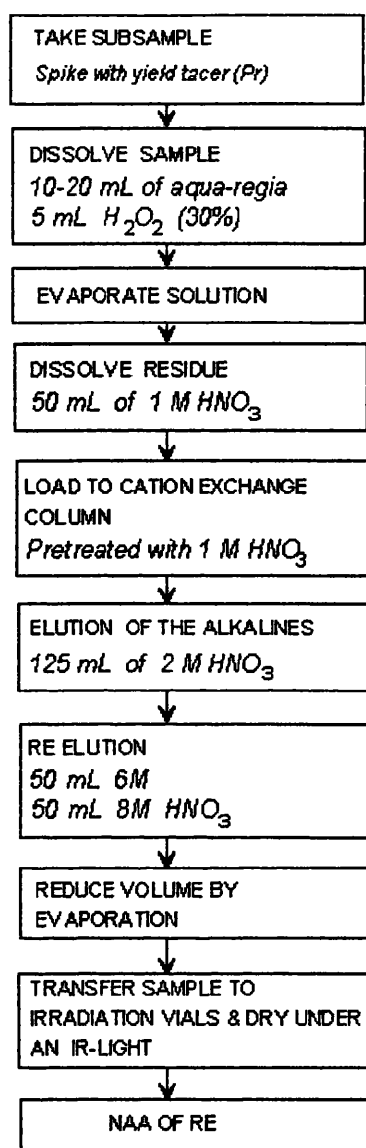 TAKE SUBSAMPLE
Spike with yield tacer (Pr)
DISSOLVE SAMPLE
10-20 mL of aqua-regia
5 mL H₂O₂ (30%)
EVAPORATE SOLUTION
DISSOLVE RESIDUE
50 mL of 1 M HNO₃
LOAD TO CATION EXCHANGE
COLUMN
Pretreated with 1 M HNO₃
ELUTION OF THE ALKALINES
125 mL of 2 M HNO₃
RE ELUTION
50 mL 6M
50 mL 8M HNO₃
REDUCE VOLUME BY
EVAPORATION
TRANSFER SAMPLE TO
IRRADIATION VIALS & DRY UNDER
AN IR-LIGHT
NAA OF RE